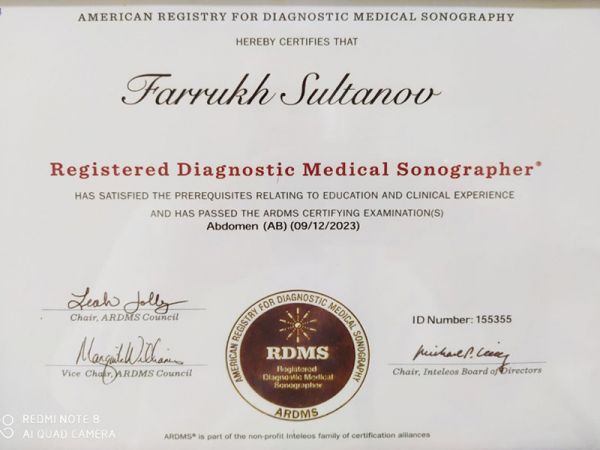 AMERICAN REGISTRY FOR DIAGNOSTIC MEDICAL SONOGRAPHY
HEREBY CERTIFIES THAT
Farrukh Sultanov
Registered Diagnostic Medical Sonographer®
HAS SATISFIED THE PREREQUISITES RELATING TO EDUCATION AND CLINICAL EXPERIENCE
AND HAS PASSED THE ARDMS CERTIFYING EXAMINATION(S)
Abdomen (AB) (09/12/2023)
Leah Jolly
Chair, ARDMS Council
Vice Chair, ARDMS Council
AMERICAN REGISTRY FOR DIAGNOSTIC MEDICAL SONOGRAPHY
RDMS
Registered
Diagnostic Medical
Sonographer
ARDMS
ID Number: 155355
Chair, Inteleos Board of Directors
ARDMS® is part of the non-profit Inteleos family of certification alliances
REDMI NOTE 8
AI QUAD CAMERA